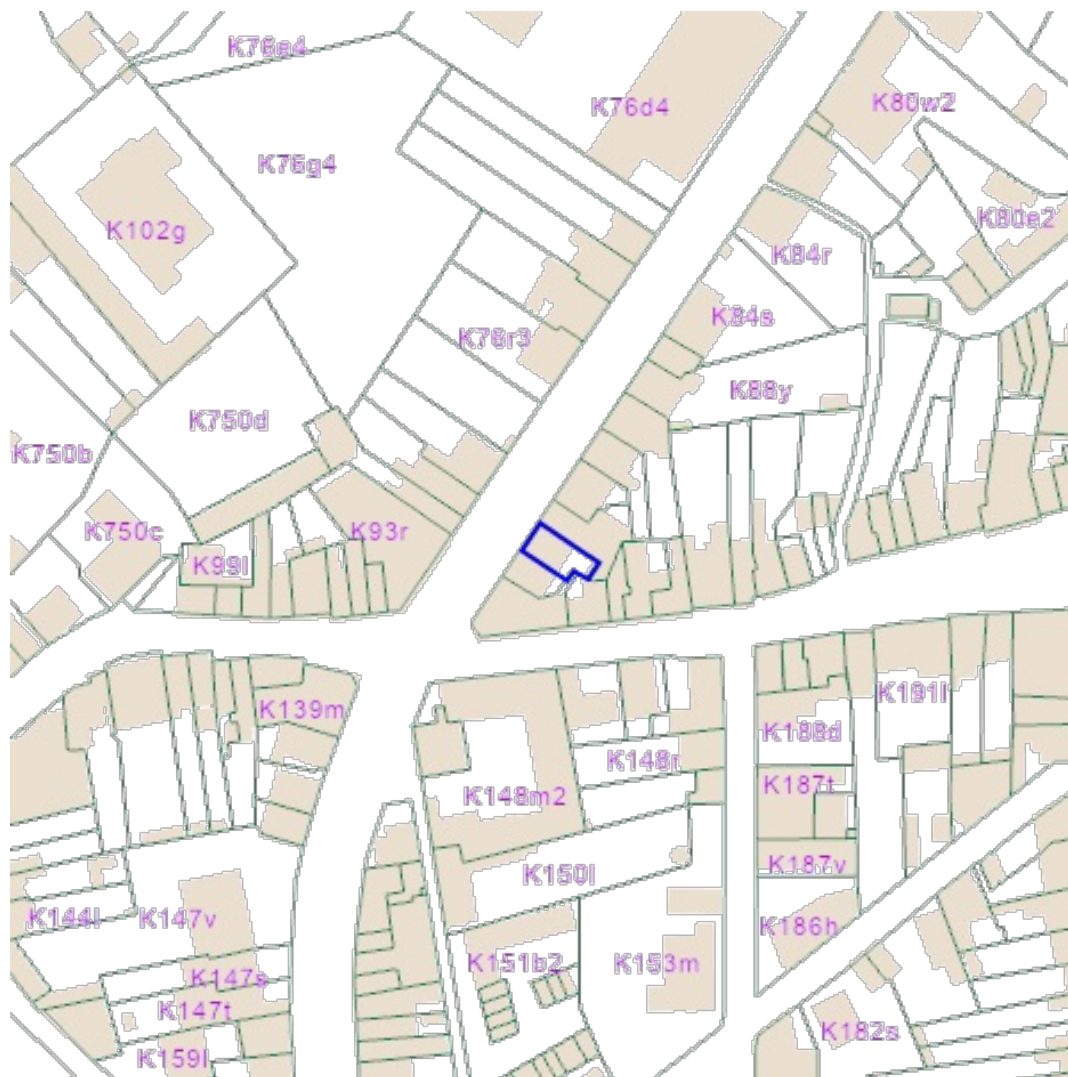 K76e4
K76d4
K80w2
K76g4
K102g
K80e2
K84r
K84s
K76r3
K88y
K750d
K750b
K750c
K93r
K99l
K139m
K191l
K188d
K148r
K187t
K148m2
K187v
K150l
K144l
K147v
K186h
K151b2
K153m
K147s
K147t
K182s
K159l